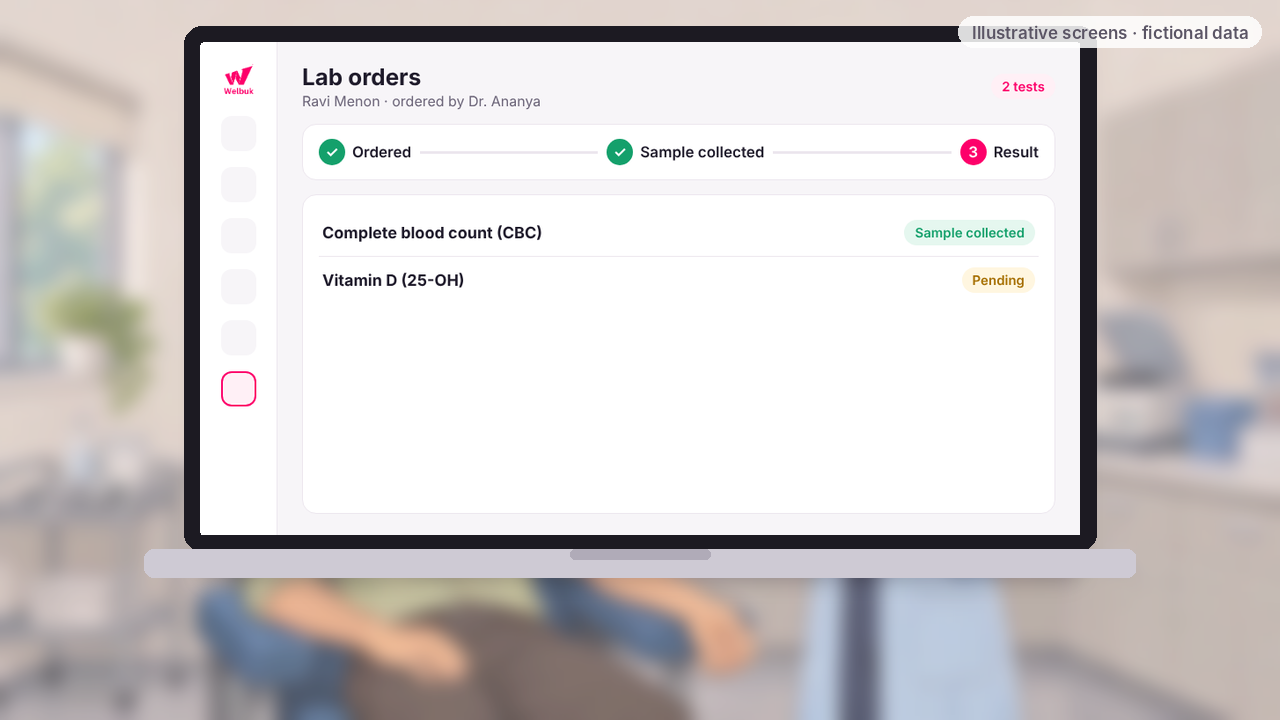 Illustrative screens · fictional data
Welbuk
Lab orders
Ravi Menon · ordered by Dr. Ananya
2 tests
Ordered
Sample collected
3 Result
Complete blood count (CBC)
Sample collected
Vitamin D (25-OH)
Pending